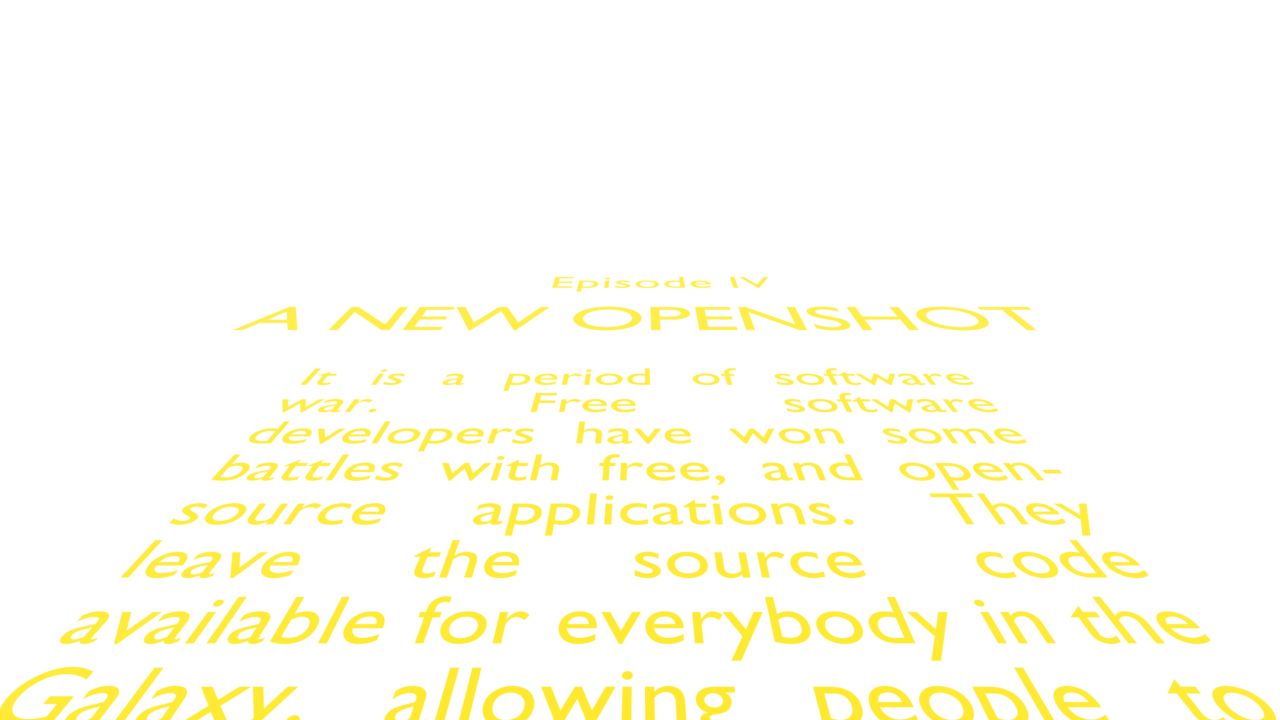 Episode IV
A NEW OPENSHOT
It is a period of software
war. Free software
developers have won some
battles with free, and open-
source applications. They
leave the source code
available for everybody in the
Galaxy, allowing people to